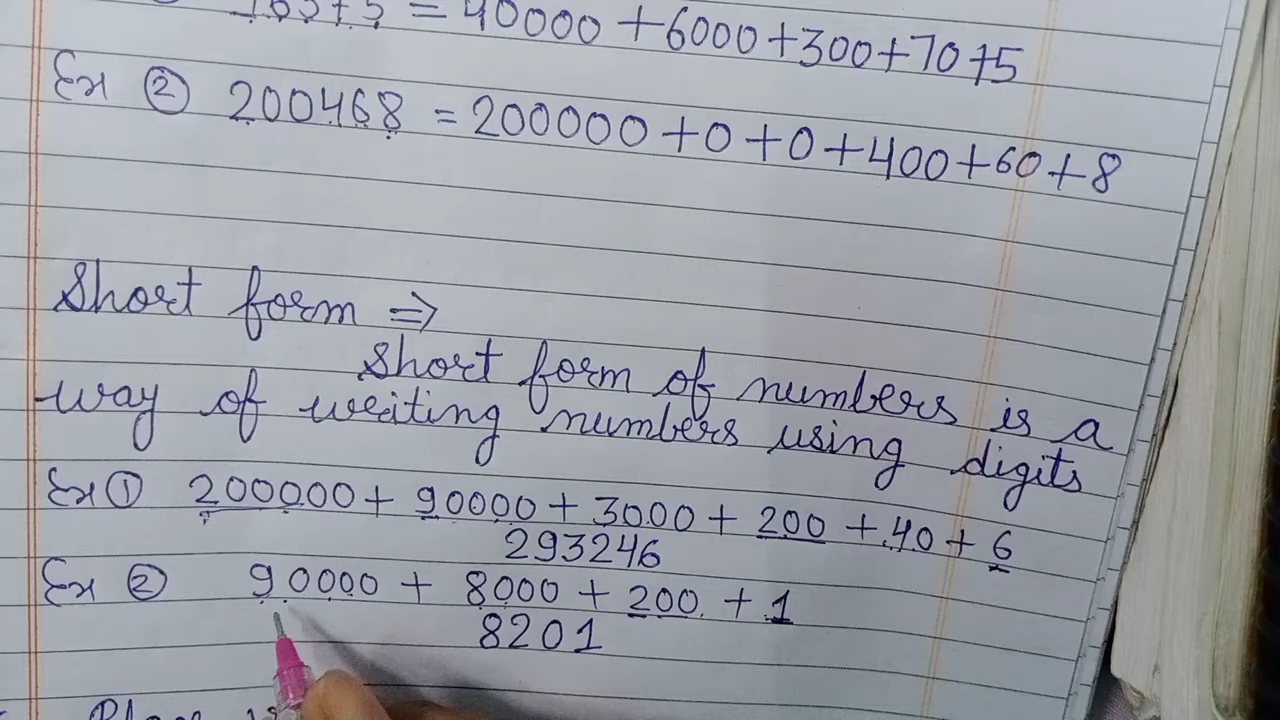 = 40000 + 6000 + 300 + 70 + 5
Ex ② 200468 = 200000 + 0 + 0 + 400 + 60 + 8
Short form ⇒
Short form of numbers is a
way of writing numbers using digits
Ex ① 200000 + 90000 + 3000 + 200 + 40 + 6
293246
Ex ② 90000 + 8000 + 200 + 1
8201